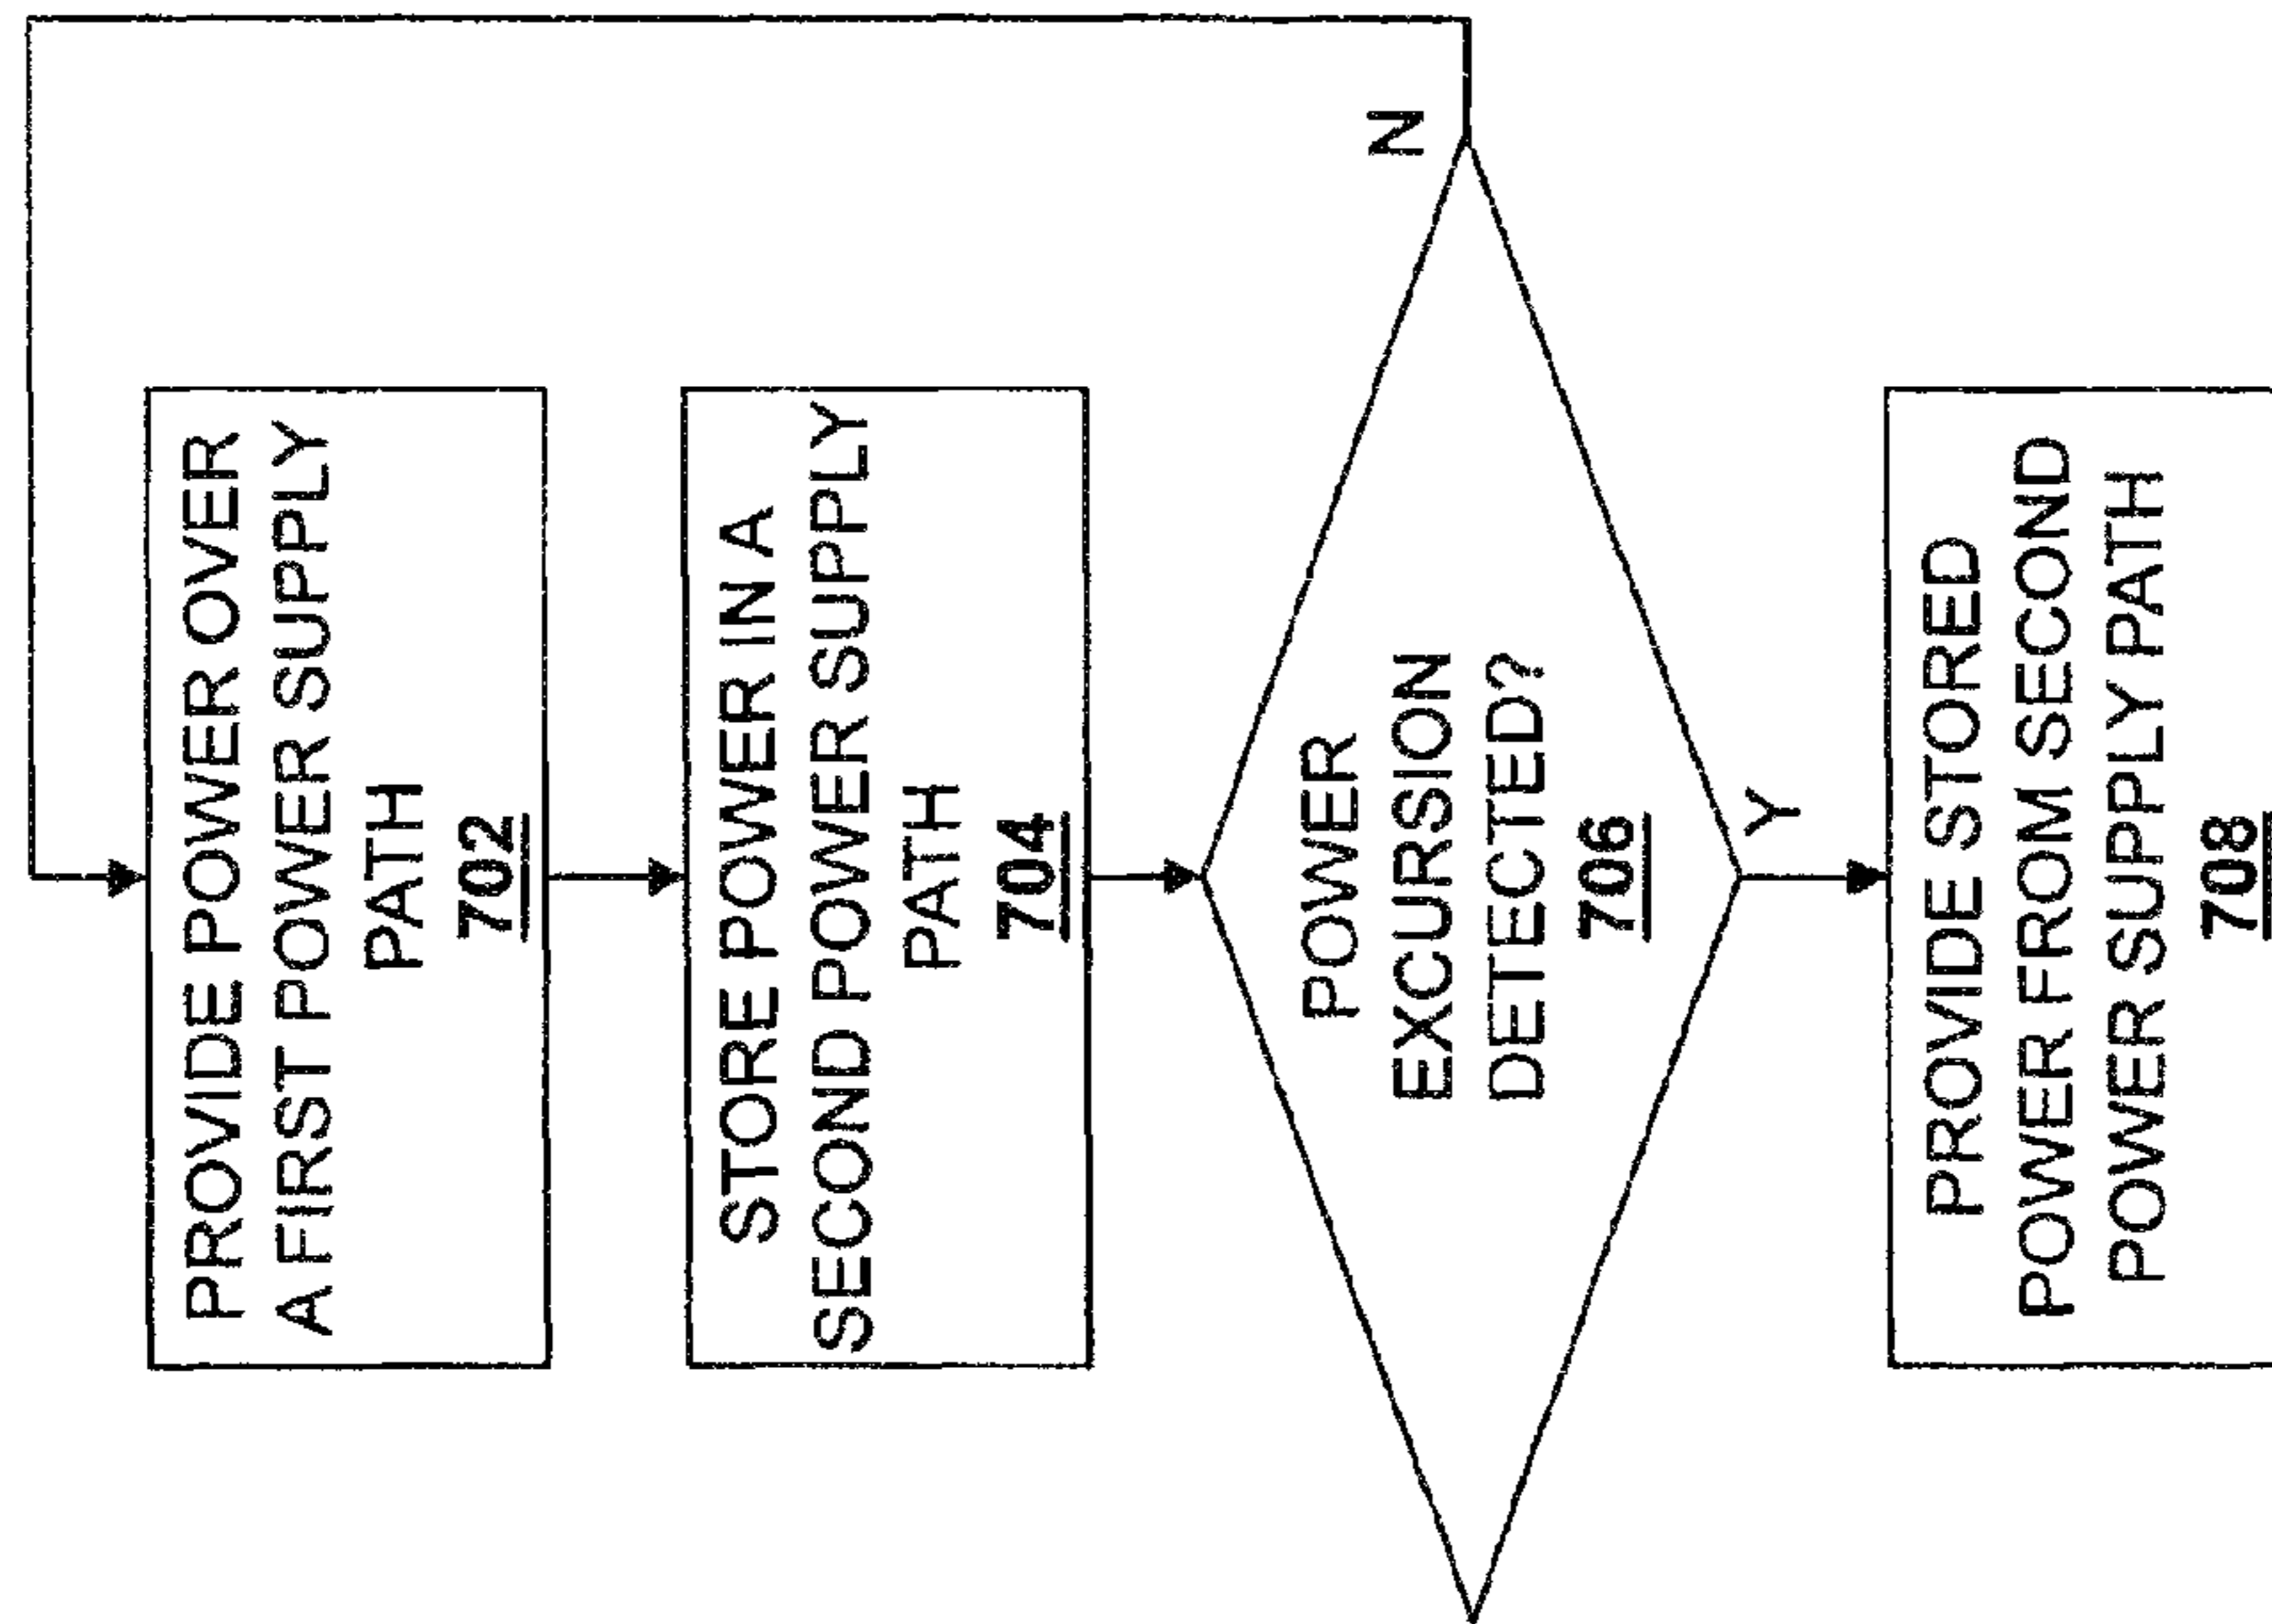 PROVIDE POWER OVER
A FIRST POWER SUPPLY
PATH
702
STORE POWER IN A
SECOND POWER SUPPLY
PATH
704
POWER
EXCURSION
DETECTED?
706
N
Y
PROVIDE STORED
POWER FROM SECOND
POWER SUPPLY PATH
708